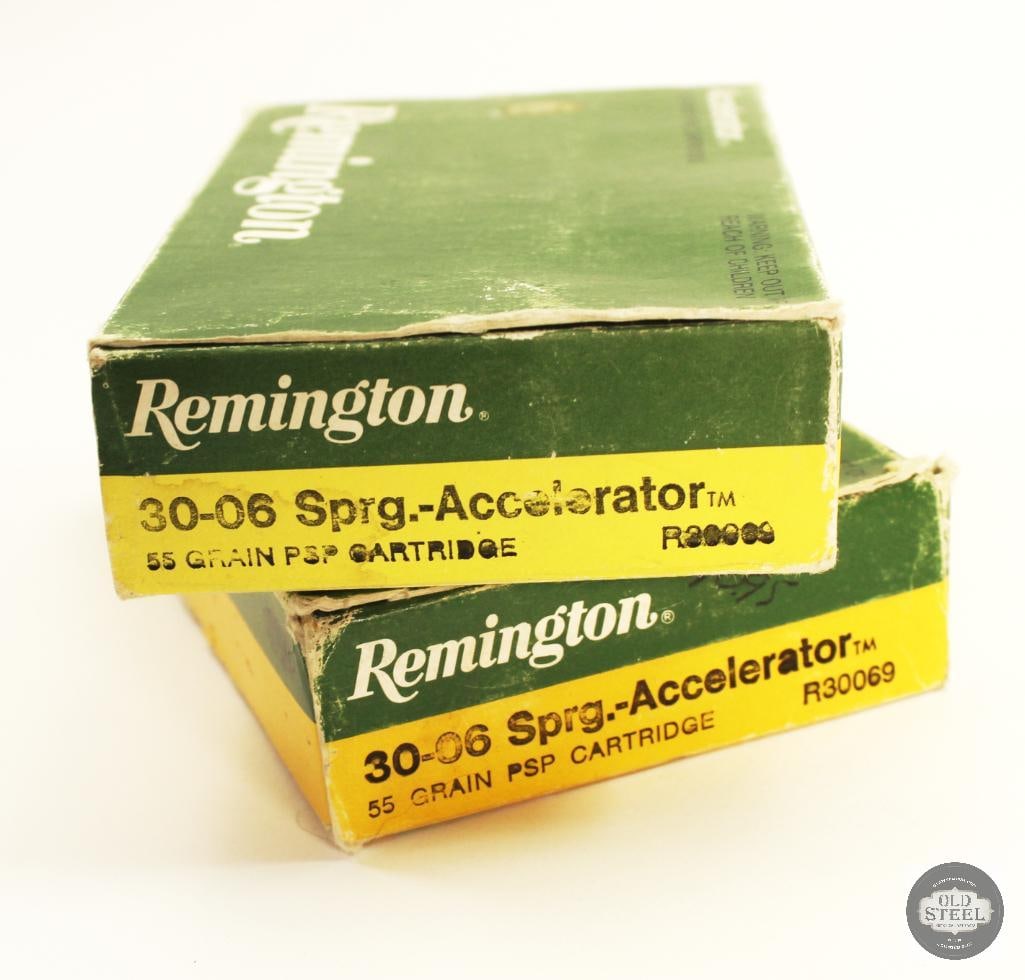 Remington
WARNING: KEEP OUT
REACH OF CHILDREN
Remington®
30-06 Sprg.-Accelerator™
55 GRAIN PSP CARTRIDGE R30069
Remington®
30-06 Sprg.-Accelerator™
55 GRAIN PSP CARTRIDGE R30069
OLD
STEEL